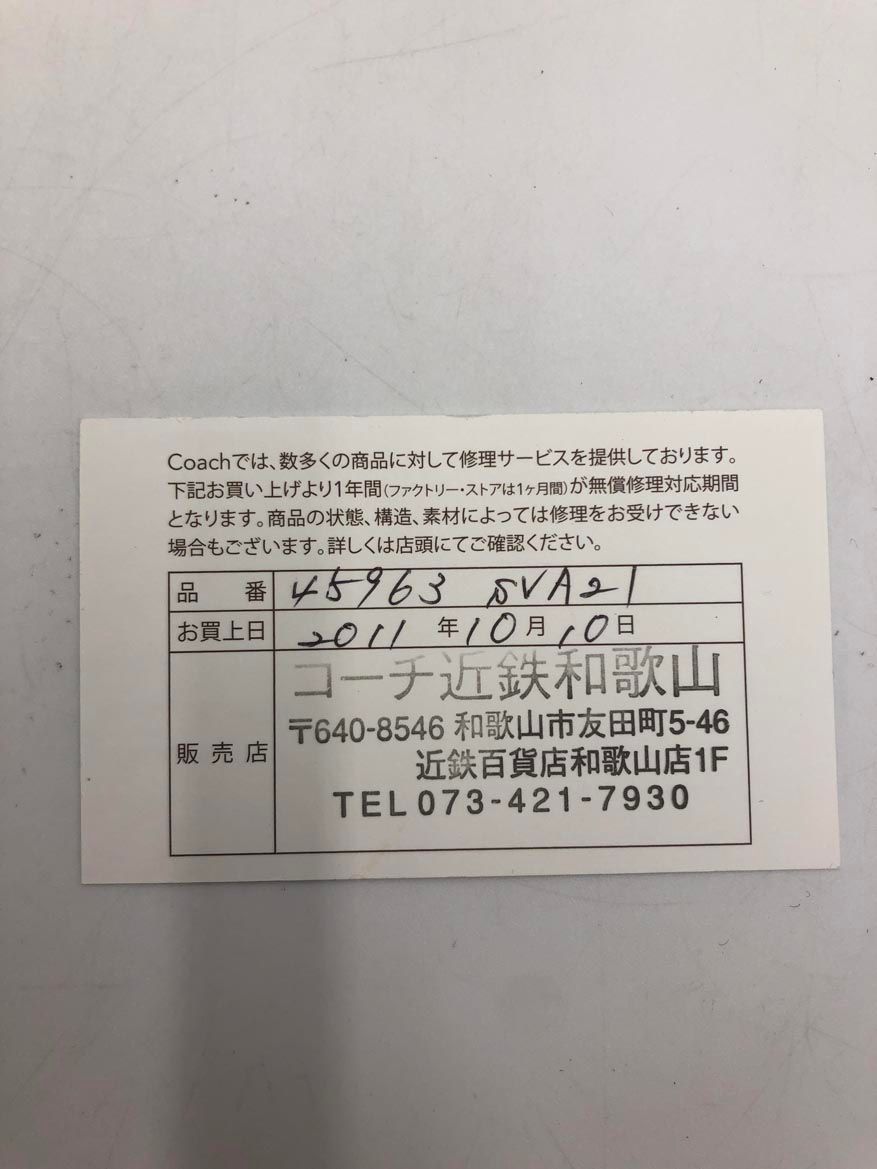 Coachでは、数多くの商品に対して修理サービスを提供しております。
下記お買い上げより1年間(ファクトリー・ストアは1ヶ月間)が無償修理対応期間
となります。商品の状態、構造、素材によっては修理をお受けできない
場合もございます。詳しくは店頭にてご確認ください。
品番 45963 SVA21
お買上日 2011年10月10日
コーチ近鉄和歌山
〒640-8546 和歌山市友田町5-46
販売店 近鉄百貨店和歌山店1F
TEL 073-421-7930